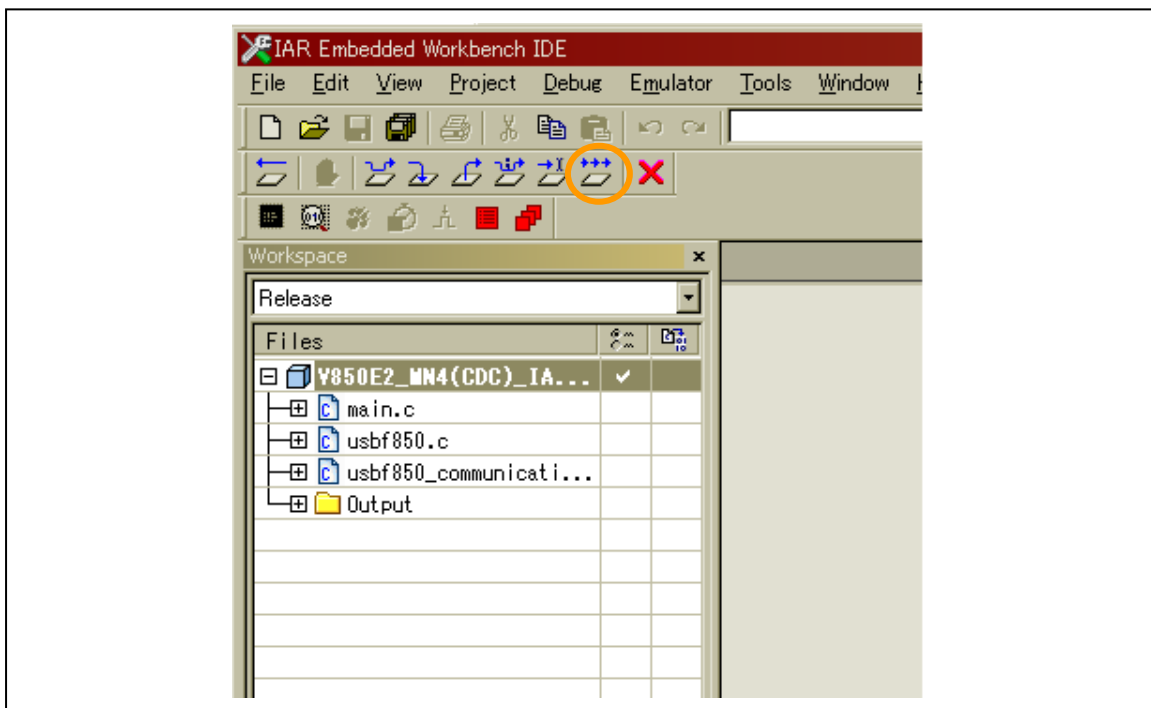 IAR Embedded Workbench IDE
File Edit View Project Debug Emulator Tools Window
Workspace
Release
Files
V850E2_MN4(CDC)_IA...
main.c
usbf850.c
usbf850_communicati...
Output